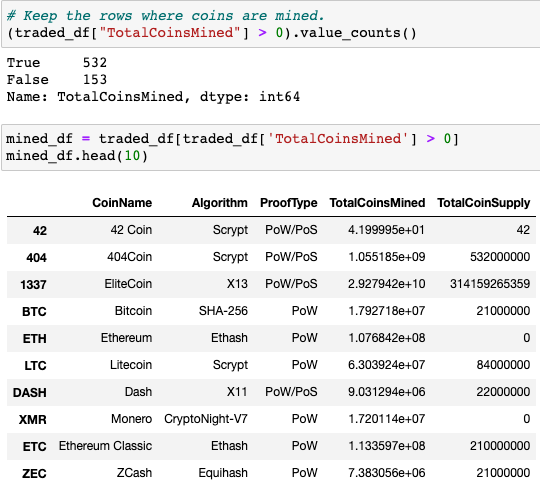 # Keep the rows where coins are mined.
(traded_df["TotalCoinsMined"] > 0).value_counts()
True     532
False    153
Name: TotalCoinsMined, dtype: int64
mined_df = traded_df[traded_df['TotalCoinsMined'] > 0]
mined_df.head(10)
CoinName Algorithm ProofType TotalCoinsMined TotalCoinSupply
42 42 Coin Scrypt PoW/PoS 4.199995e+01 42
404 404Coin Scrypt PoW/PoS 1.055185e+09 532000000
1337 EliteCoin X13 PoW/PoS 2.927942e+10 314159265359
BTC Bitcoin SHA-256 PoW 1.792718e+07 21000000
ETH Ethereum Ethash PoW 1.076842e+08 0
LTC Litecoin Scrypt PoW 6.303924e+07 84000000
DASH Dash X11 PoW/PoS 9.031294e+06 22000000
XMR Monero CryptoNight-V7 PoW 1.720114e+07 0
ETC Ethereum Classic Ethash PoW 1.133597e+08 210000000
ZEC ZCash Equihash PoW 7.383056e+06 21000000